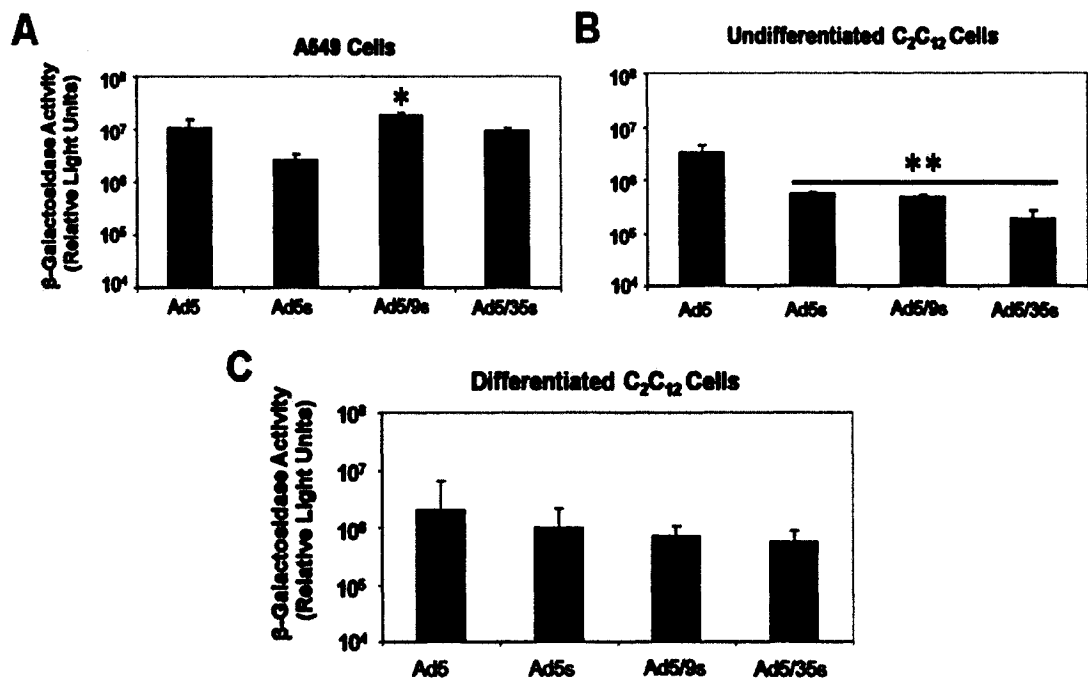 A
A549 Cells
β-Galactosidase Activity
(Relative Light Units)
10⁸
10⁷
10⁶
10⁵
10⁴
*
Ad5 Ad5s Ad5/9s Ad5/35s
B
Undifferentiated C₂C₁₂ Cells
10⁸
10⁷
10⁶
10⁵
10⁴
**
Ad5 Ad5s Ad5/9s Ad5/35s
C
Differentiated C₂C₁₂ Cells
β-Galactosidase Activity
(Relative Light Units)
10⁸
10⁷
10⁶
10⁵
10⁴
Ad5 Ad5s Ad5/9s Ad5/35s